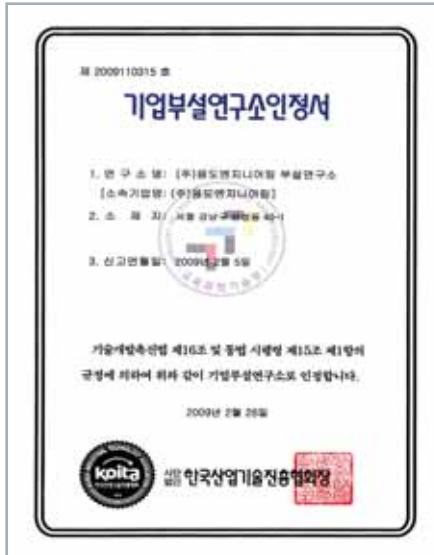 제 2009110315 호
기업부설연구소인정서
1. 연 구 소 명: (주)용도엔지니어링 부설연구소
[소속기업명: (주)용도엔지니어링]
2. 소 재 지: 서울 강남구
3. 신고연월일: 2009년 2월 5일
기술개발촉진법 제16조 및 동법 시행령 제15조 제1항의
규정에 의하여 위와 같이 기업부설연구소로 인정합니다.
2009년 2월 26일
koita
사단법인 한국산업기술진흥협회장